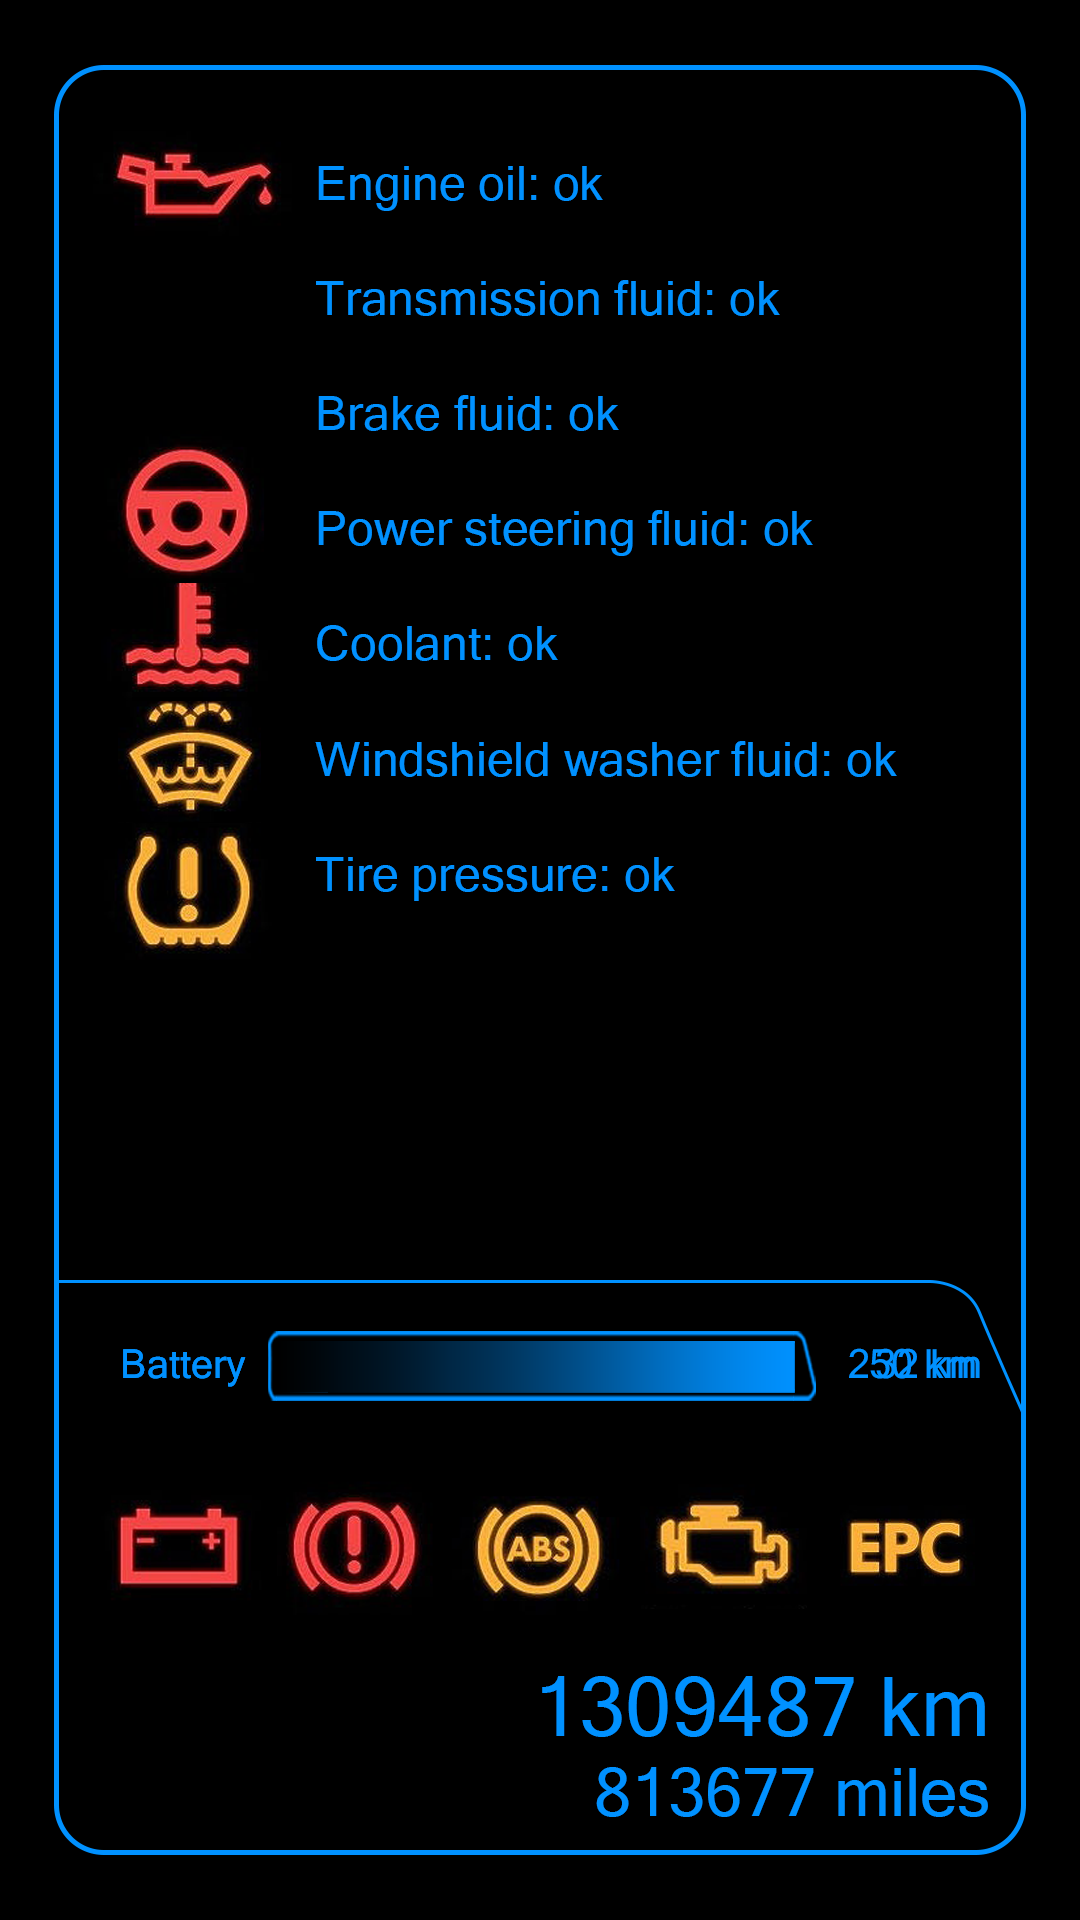 Engine oil: ok
Transmission fluid: ok
Brake fluid: ok
Power steering fluid: ok
Coolant: ok
Windshield washer fluid: ok
Tire pressure: ok
Battery
km
ABS
EPC
1309487 km
813677 miles